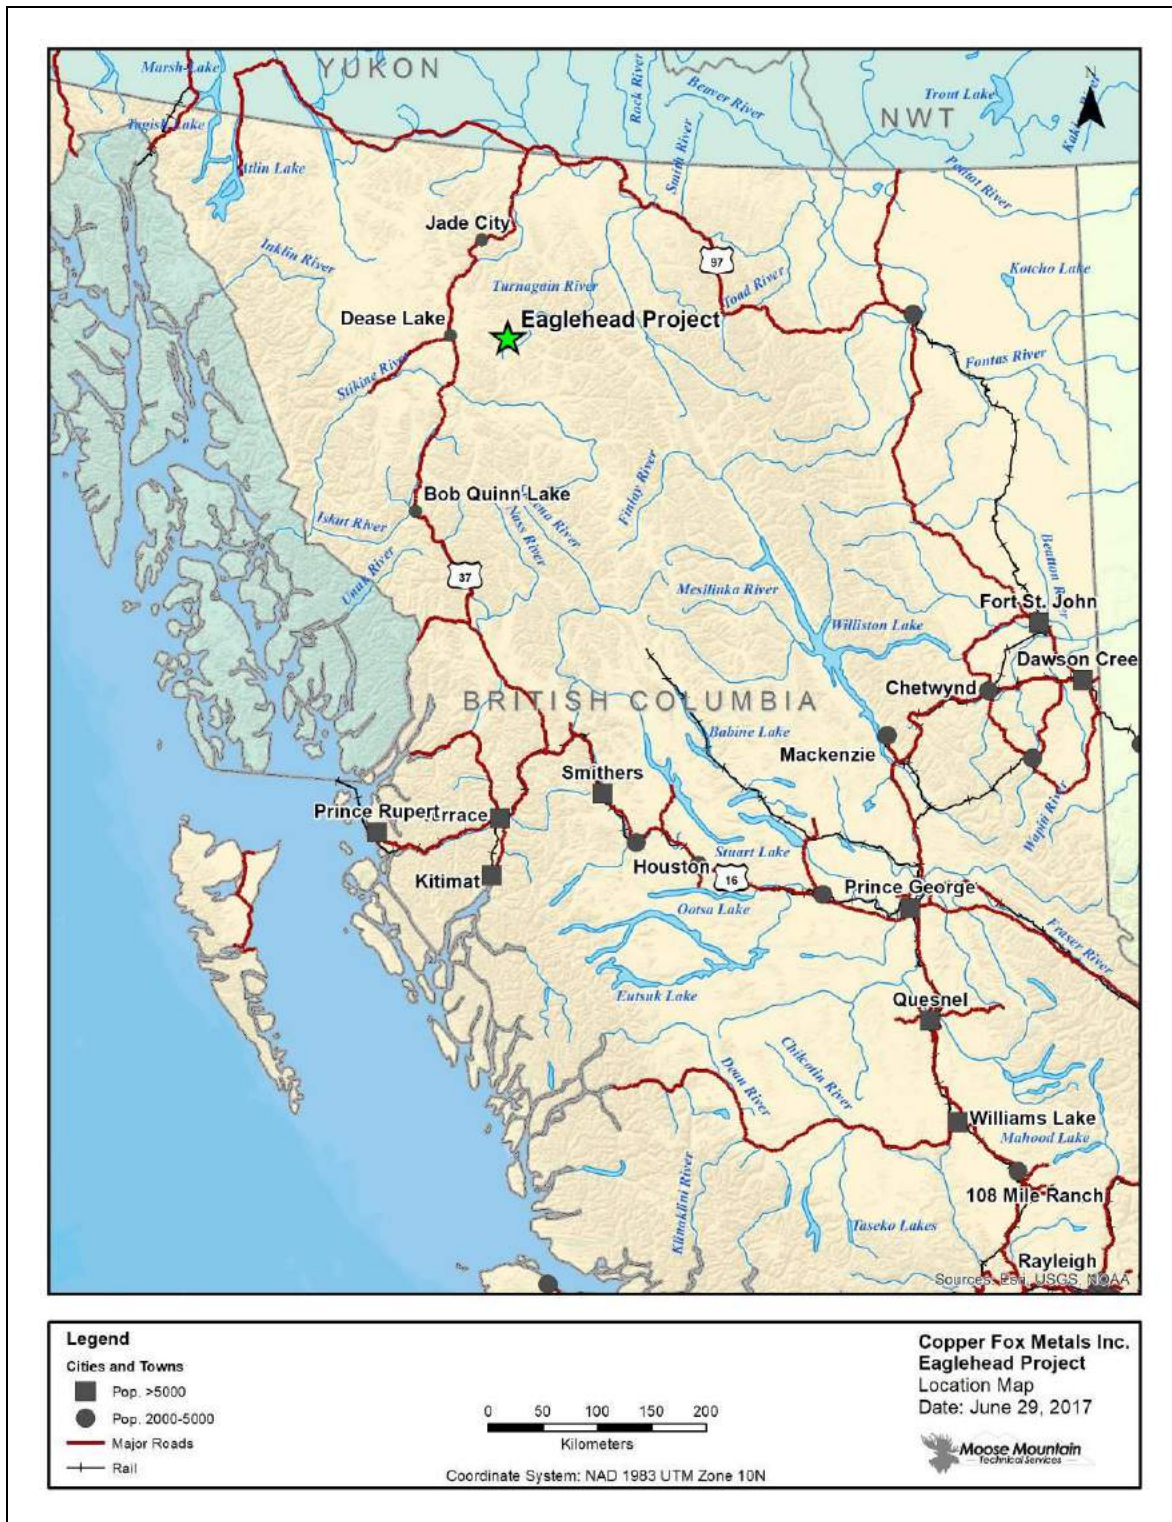 YUKON
Marsh Lake
Rock River
Beaver River
Trout Lake
N
NWT
Tagish Lake
Smith River
Atlin Lake
Petitot River
Jade City
Inklin River
97
Kotcho Lake
Turnagain River
Toad River
Dease Lake
Eaglehead Project
Stikine River
Fontas River
Bob Quinn Lake
Finlay River
Nass River
Iskut River
Unuk River
37
Mesilinka River
Fort St. John
Williston Lake
Dawson Cree
Chetwynd
BRITISH COLUMBIA
Babine Lake
Mackenzie
Smithers
Prince Rupert
rrace
Wapiti River
Stuart Lake
Houston
Kitimat
16
Prince George
Ootsa Lake
Fraser River
Eutsuk Lake
Quesnel
Dean River
Chilcotin River
Williams Lake
Mahood Lake
108 Mile Ranch
Klinaklini River
Taseko Lakes
Rayleigh
Sources: Esri, USGS, NOAA
Legend
Cities and Towns
Pop. >5000
Pop. 2000-5000
Major Roads
Rail
0 50 100 150 200
Kilometers
Coordinate System: NAD 1983 UTM Zone 10N
Copper Fox Metals Inc.
Eaglehead Project
Location Map
Date: June 29, 2017
Moose Mountain
Technical Services